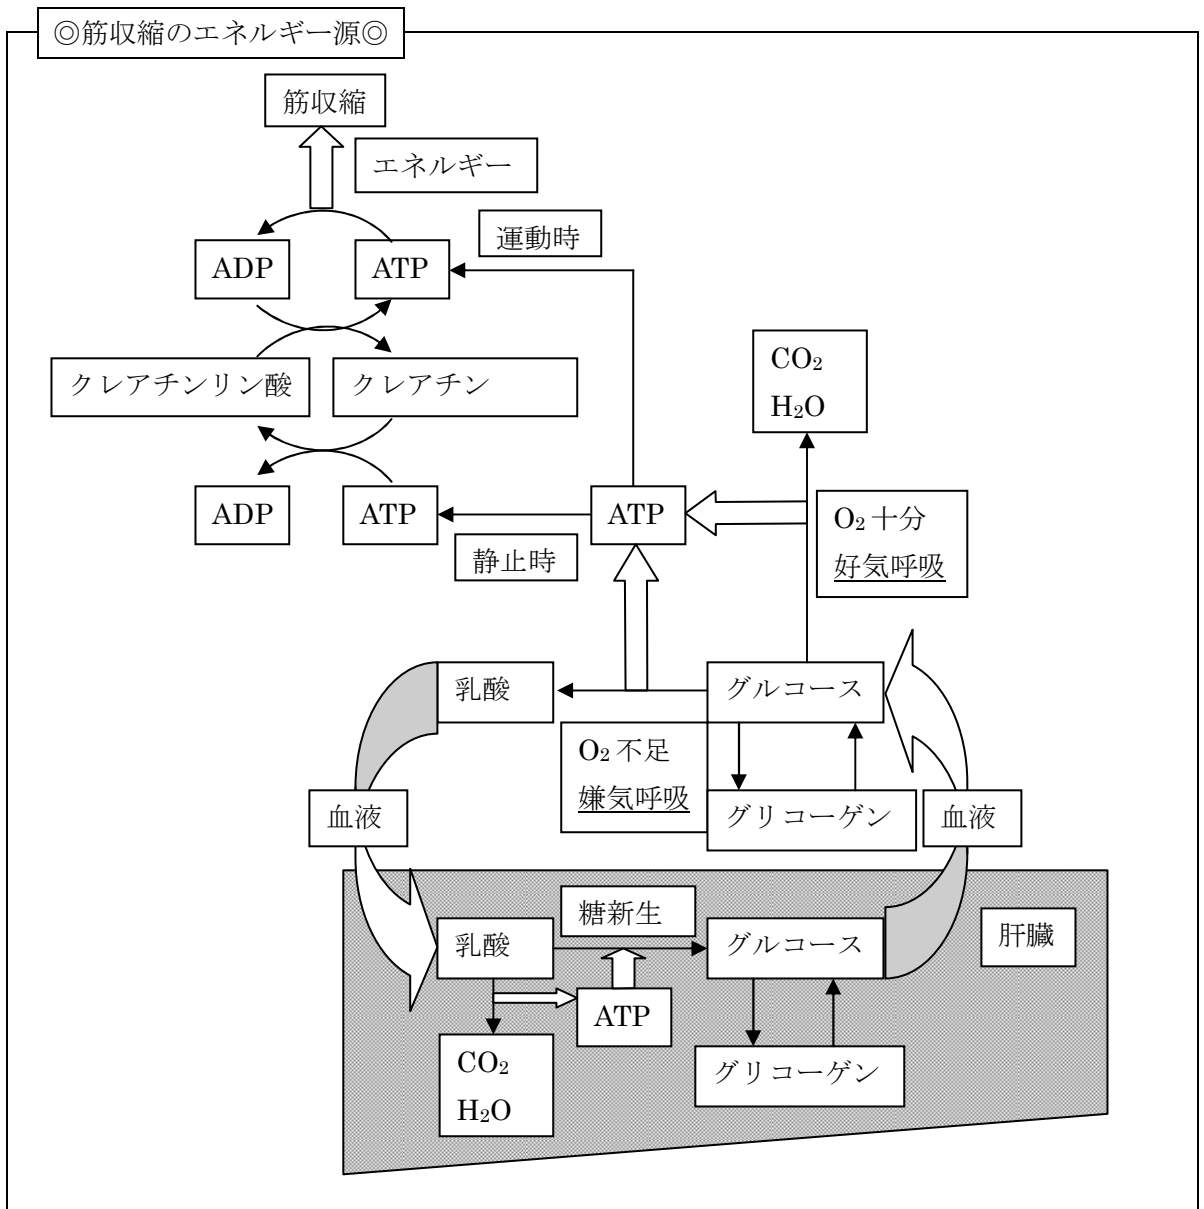 ◎筋収縮のエネルギー源◎
筋収縮
エネルギー
運動時
ADP
ATP
クレアチンリン酸
クレアチン
CO₂
H₂O
ADP
ATP
ATP
O₂十分
好気呼吸
静止時
乳酸
グルコース
O₂不足
嫌気呼吸
グリコーゲン
血液
血液
糖新生
乳酸
グルコース
肝臓
ATP
CO₂
H₂O
グリコーゲン